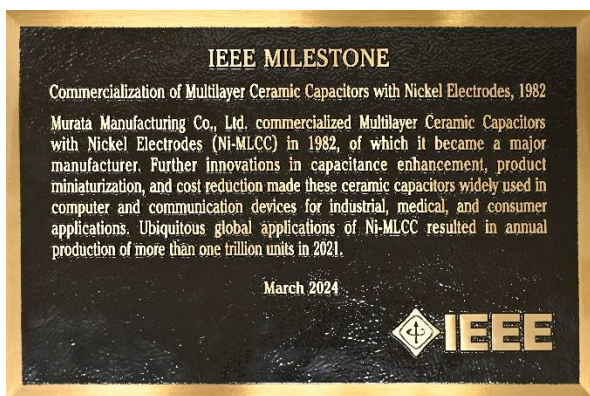 IEEE MILESTONE
Commercialization of Multilayer Ceramic Capacitors with Nickel Electrodes, 1982
Murata Manufacturing Co., Ltd. commercialized Multilayer Ceramic Capacitors
with Nickel Electrodes (Ni-MLCC) in 1982, of which it became a major
manufacturer. Further innovations in capacitance enhancement, product
miniaturization, and cost reduction made these ceramic capacitors widely used in
computer and communication devices for industrial, medical, and consumer
applications. Ubiquitous global applications of Ni-MLCC resulted in annual
production of more than one trillion units in 2021.
March 2024
IEEE